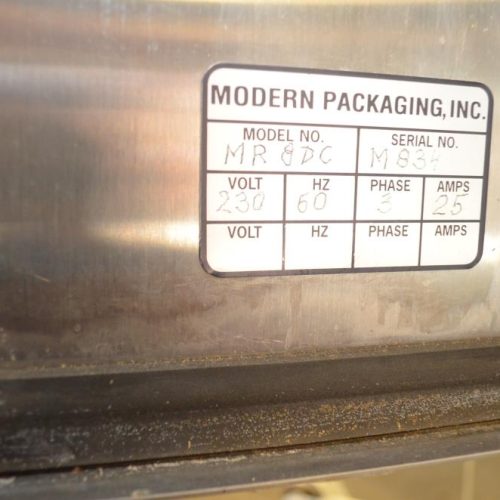 MODERN PACKAGING, INC.
MODEL NO. SERIAL NO.
MR 8DC M834
VOLT HZ PHASE AMPS
230 60 3 25
VOLT HZ PHASE AMPS